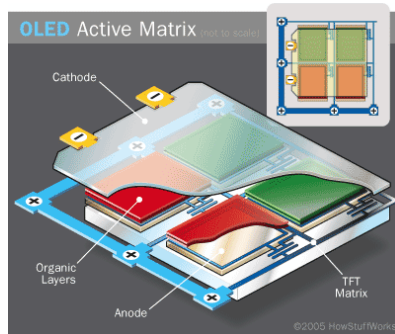 OLED Active Matrix (not to scale)
Cathode
Organic
Layers
Anode
TFT
Matrix
©2005 HowStuffWorks